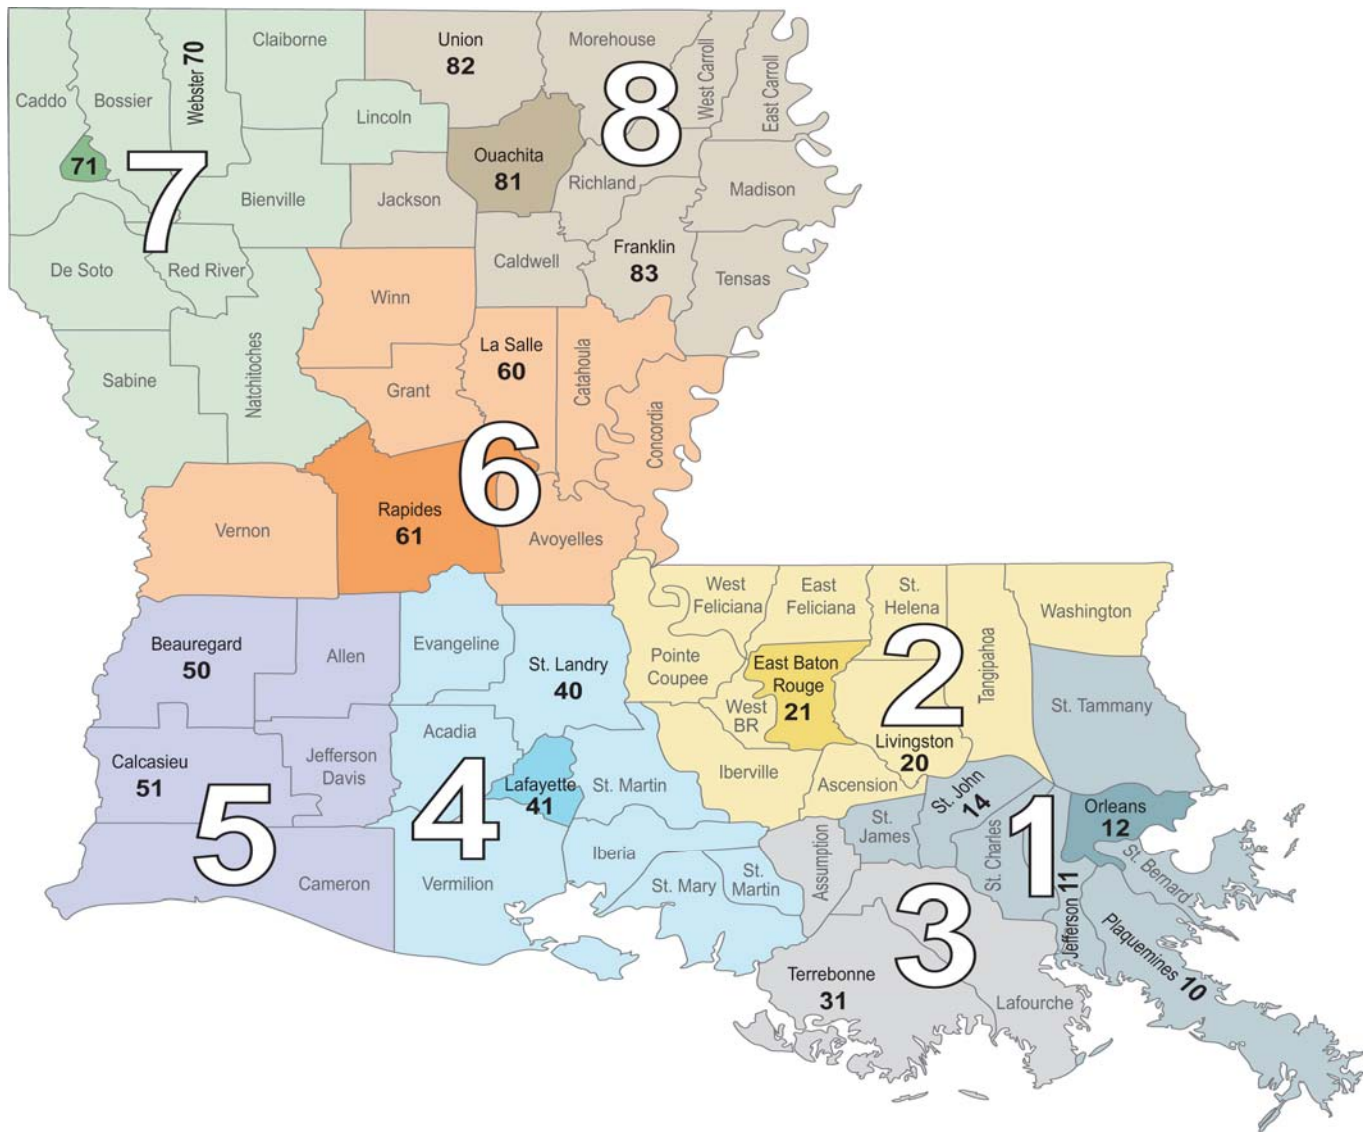 Claiborne
Union
82
Morehouse
West Carroll
East Carroll
Webster 70
Caddo
Bossier
Lincoln
8
71
7
Ouachita
81
Richland
Madison
Bienville
Jackson
Franklin
83
De Soto
Red River
Caldwell
Tensas
Winn
La Salle
60
Catahoula
Sabine
Natchitoches
Grant
Concordia
6
Vernon
Rapides
61
Avoyelles
West
Feliciana
East
Feliciana
St.
Helena
Washington
Beauregard
50
Allen
Evangeline
St. Landry
40
Pointe
Coupee
East Baton
Rouge
21
2
Tangipahoa
West
BR
St. Tammany
Calcasieu
51
Jefferson
Davis
Acadia
Livingston
20
5
4
Lafayette
41
St. Martin
Iberville
Ascension
St. John
14
Orleans
12
St.
James
1
St. Charles
St. Bernard
Assumption
Iberia
Cameron
Vermilion
St. Mary
St.
Martin
3
Jefferson 11
Plaquemines 10
Terrebonne
31
Lafourche